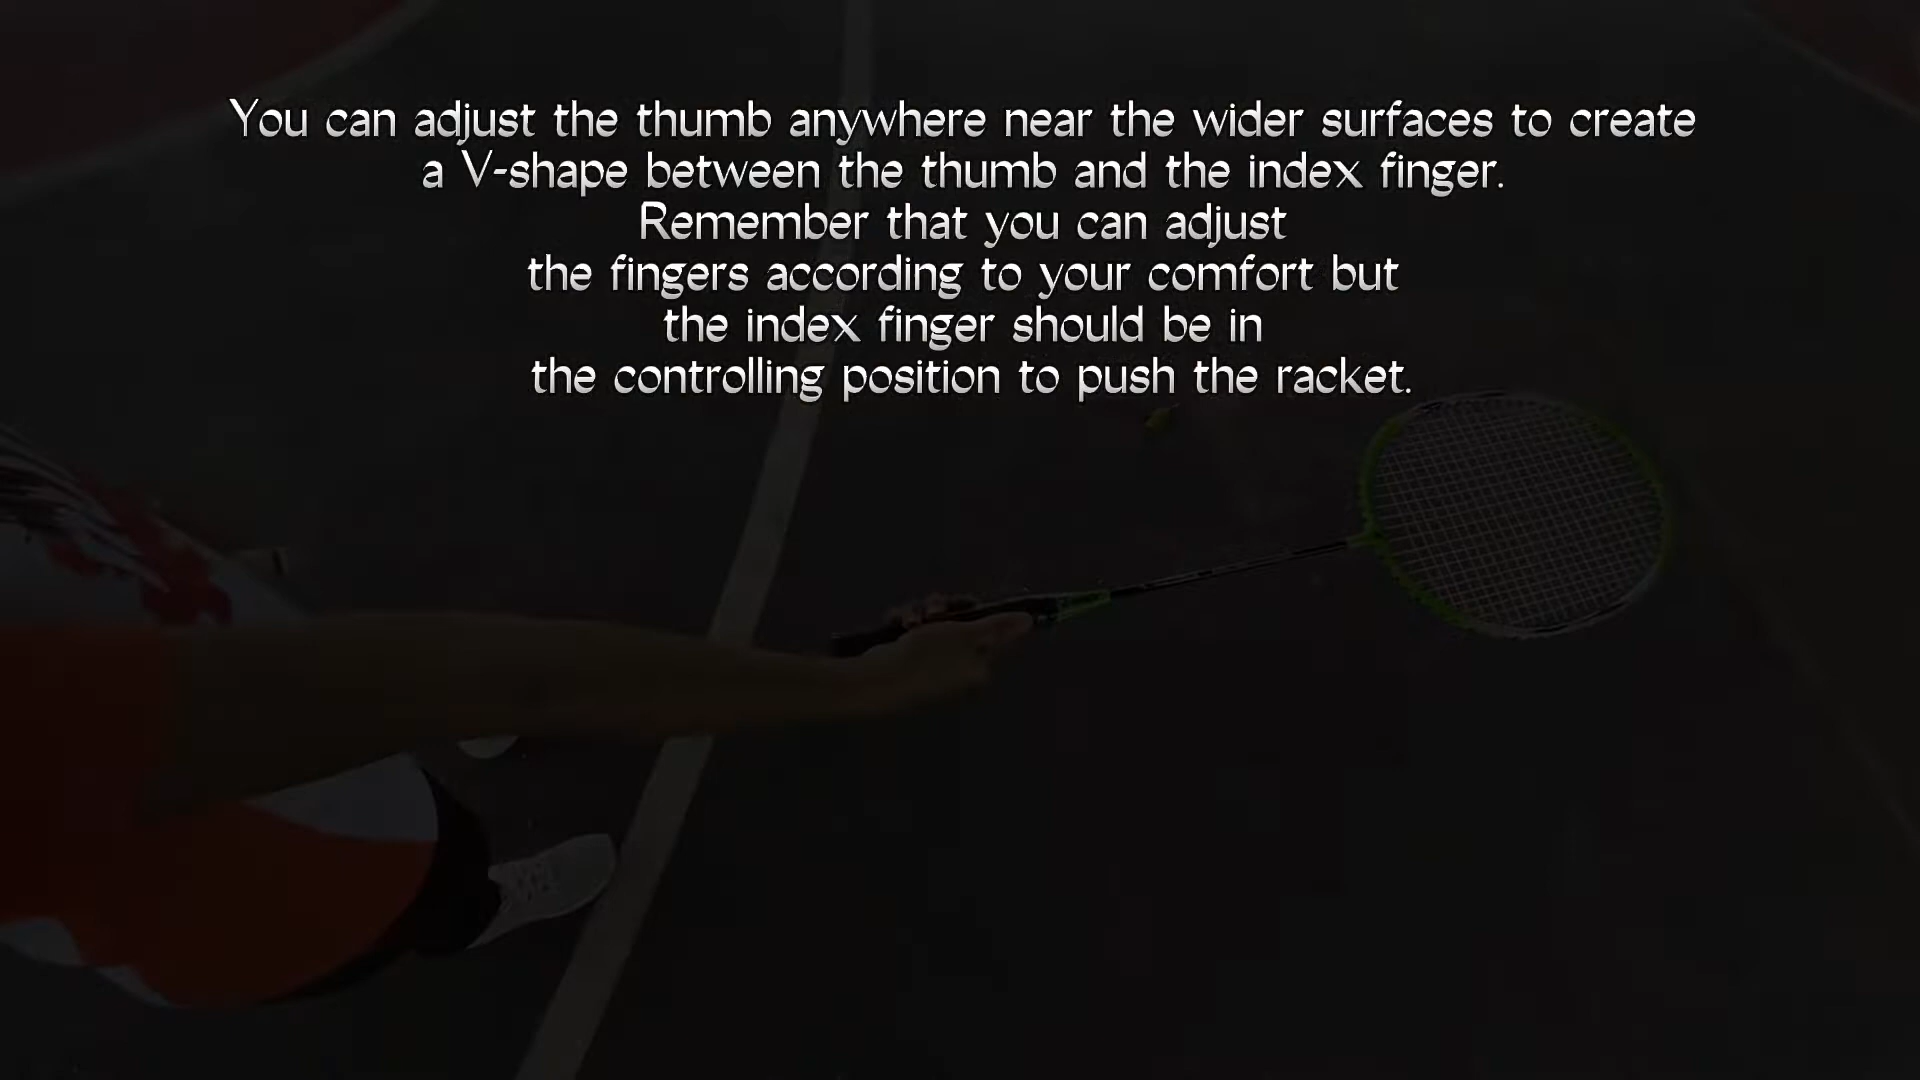 You can adjust the thumb anywhere near the wider surfaces to create
a V-shape between the thumb and the index finger.
Remember that you can adjust
the fingers according to your comfort but
the index finger should be in
the controlling position to push the racket.